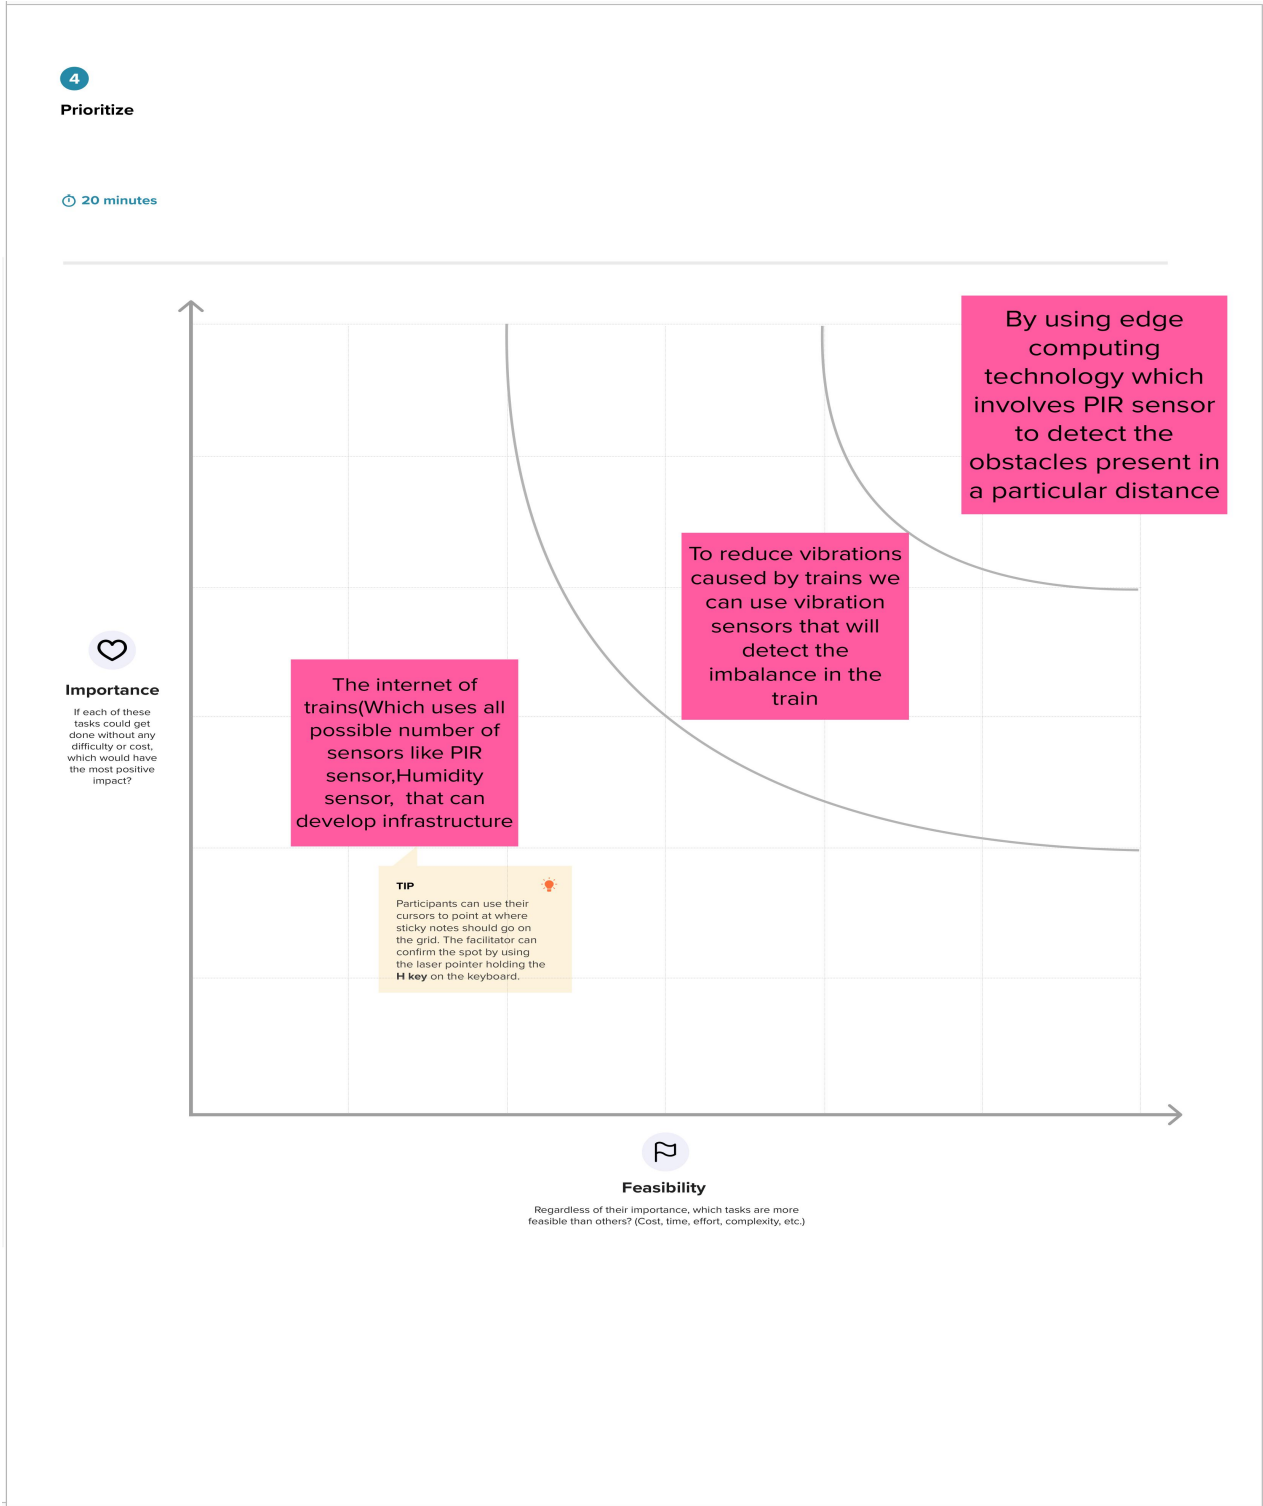 4
Prioritize
20 minutes
By using edge
computing
technology which
involves PIR sensor
to detect the
obstacles present in
a particular distance
To reduce vibrations
caused by trains we
can use vibration
sensors that will
detect the
imbalance in the
train
Importance
If each of these
tasks could get
done without any
difficulty or cost,
which would have
the most positive
impact?
The internet of
trains(Which uses all
possible number of
sensors like PIR
sensor,Humidity
sensor,  that can
develop infrastructure
TIP
Participants can use their
cursors to point at where
sticky notes should go on
the grid. The facilitator can
confirm the spot by using
the laser pointer holding the
H key on the keyboard.
Feasibility
Regardless of their importance, which tasks are more
feasible than others? (Cost, time, effort, complexity, etc.)